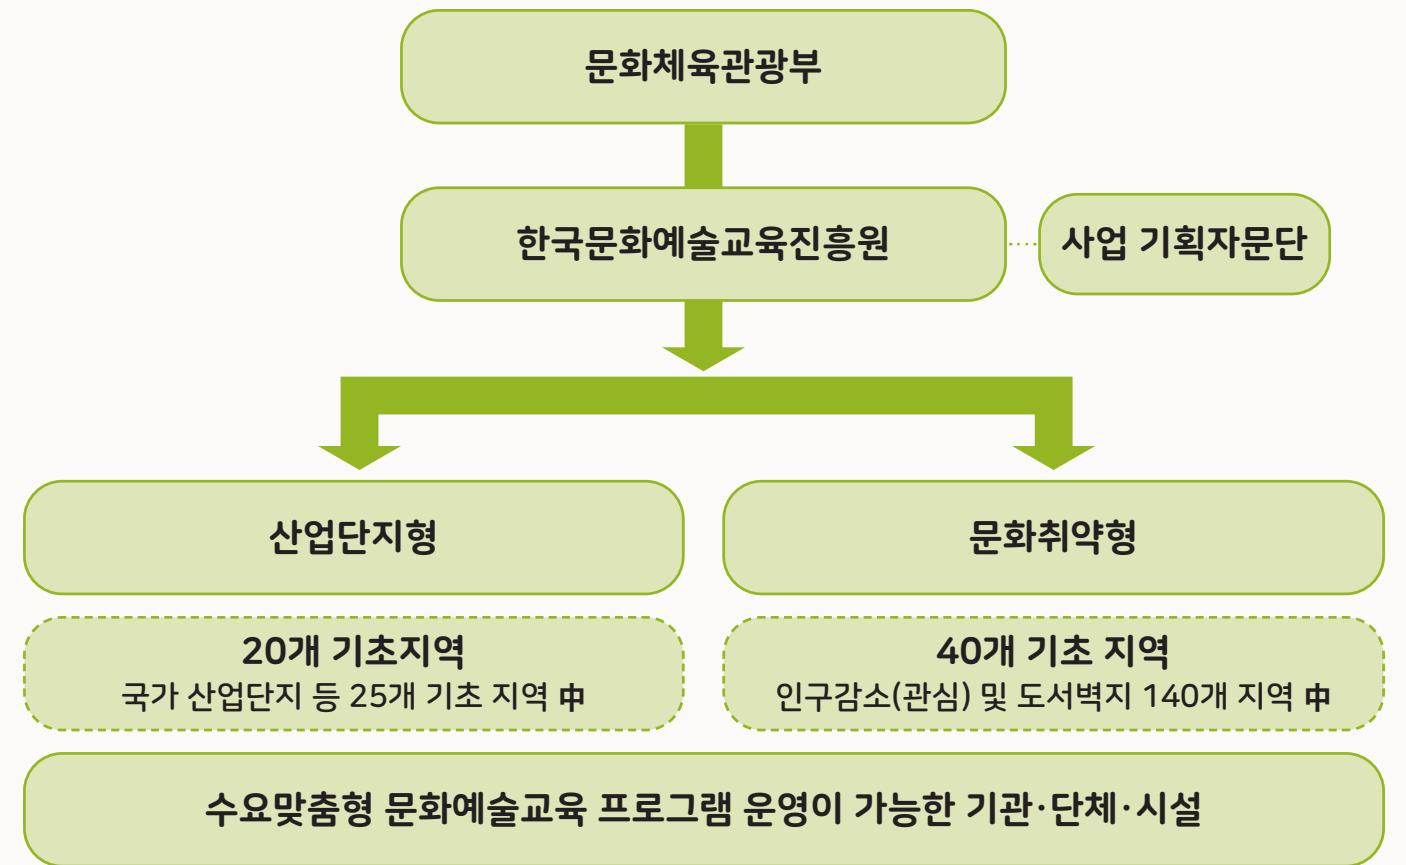 문화체육관광부
한국문화예술교육진흥원
사업 기획자문단
산업단지형
문화취약형
20개 기초지역
국가 산업단지 등 25개 기초 지역 中
40개 기초 지역
인구감소(관심) 및 도서벽지 140개 지역 中
수요맞춤형 문화예술교육 프로그램 운영이 가능한 기관·단체·시설